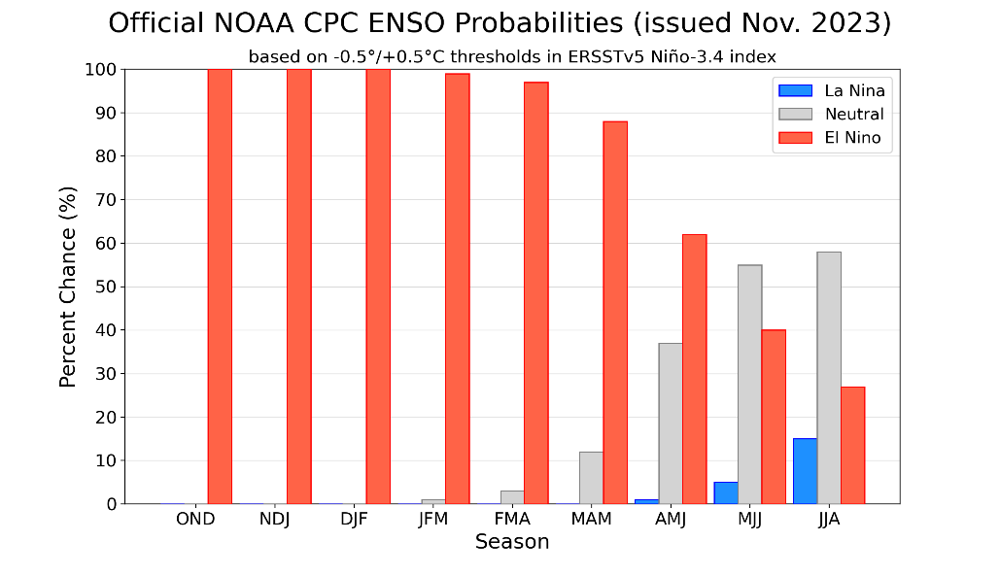 Official NOAA CPC ENSO Probabilities (issued Nov. 2023)
based on -0.5°/+0.5°C thresholds in ERSSTv5 Niño-3.4 index
100
90
80
70
60
50
40
30
20
10
0
Percent Chance (%)
La Nina
Neutral
El Nino
OND NDJ DJF JFM FMA MAM AMJ MJJ JJA
Season